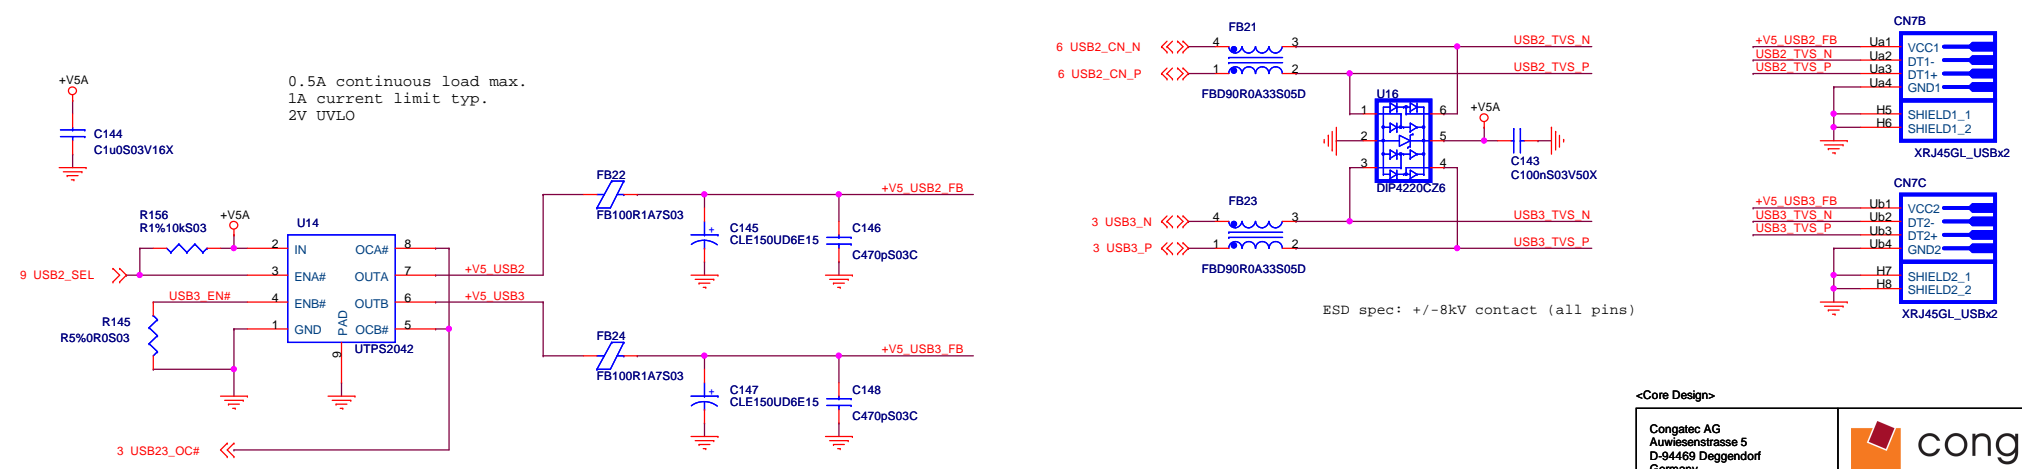 +V5A
C144
C1u0S03V16X
0.5A continuous load max.
1A current limit typ.
2V UVLO
R156
R1%10kS03
+V5A
U14
9 USB2_SEL
2 IN
3 ENA#
4 ENB#
1 GND
PAD
9
OCA# 8
OUTA 7
OUTB 6
OCB# 5
UTPS2042
USB3_EN#
R145
R5%0R0S03
3 USB23_OC#
+V5_USB2
+V5_USB3
FB22
FB100R1A7S03
+V5_USB2_FB
C145
CLE150UD6E15
C146
C470pS03C
FB24
FB100R1A7S03
+V5_USB3_FB
C147
CLE150UD6E15
C148
C470pS03C
FB21
6 USB2_CN_N
4
3
USB2_TVS_N
6 USB2_CN_P
1
2
USB2_TVS_P
FBD90R0A33S05D
U16
1
6
2
5
3
4
DIP4220CZ6
+V5A
C143
C100nS03V50X
FB23
3 USB3_N
4
3
USB3_TVS_N
3 USB3_P
1
2
USB3_TVS_P
FBD90R0A33S05D
ESD spec: +/-8kV contact (all pins)
CN7B
+V5_USB2_FB Ua1 VCC1
USB2_TVS_N Ua2 DT1-
USB2_TVS_P Ua3 DT1+
Ua4 GND1
H5 SHIELD1_1
H6 SHIELD1_2
XRJ45GL_USBx2
CN7C
+V5_USB3_FB Ub1 VCC2
USB3_TVS_N Ub2 DT2-
USB3_TVS_P Ub3 DT2+
Ub4 GND2
H7 SHIELD2_1
H8 SHIELD2_2
XRJ45GL_USBx2
<Core Design>
Congatec AG
Auwiesenstrasse 5
D-94469 Deggendorf
Germany
cong